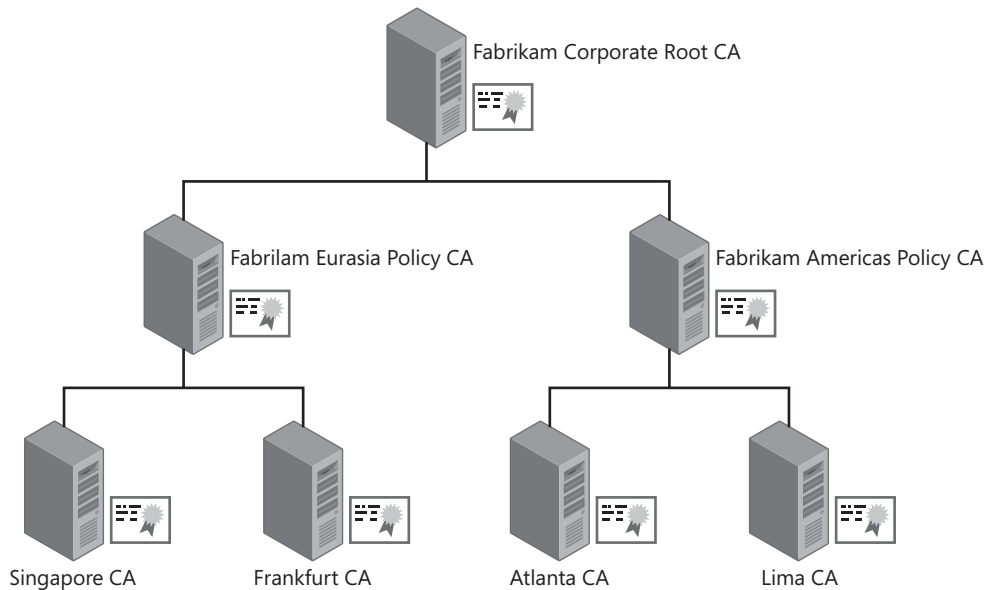 Fabrikam Corporate Root CA
Fabrilam Eurasia Policy CA
Fabrikam Americas Policy CA
Singapore CA
Frankfurt CA
Atlanta CA
Lima CA